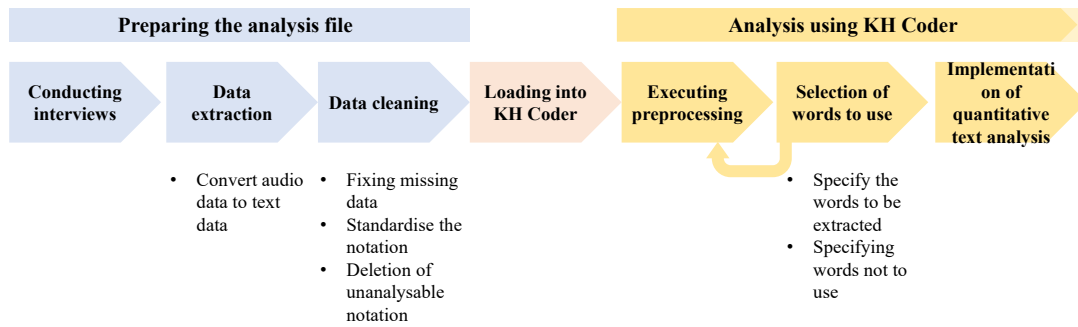 Preparing the analysis file
Analysis using KH Coder
Conducting
interviews
Data
extraction
Data cleaning
Loading into
KH Coder
Executing
preprocessing
Selection of
words to use
Implementati
on of
quantitative
text analysis
• Convert audio
data to text
data
• Fixing missing
data
• Standardise the
notation
• Deletion of
unanalysable
notation
• Specify the
words to be
extracted
• Specifying
words not to
use